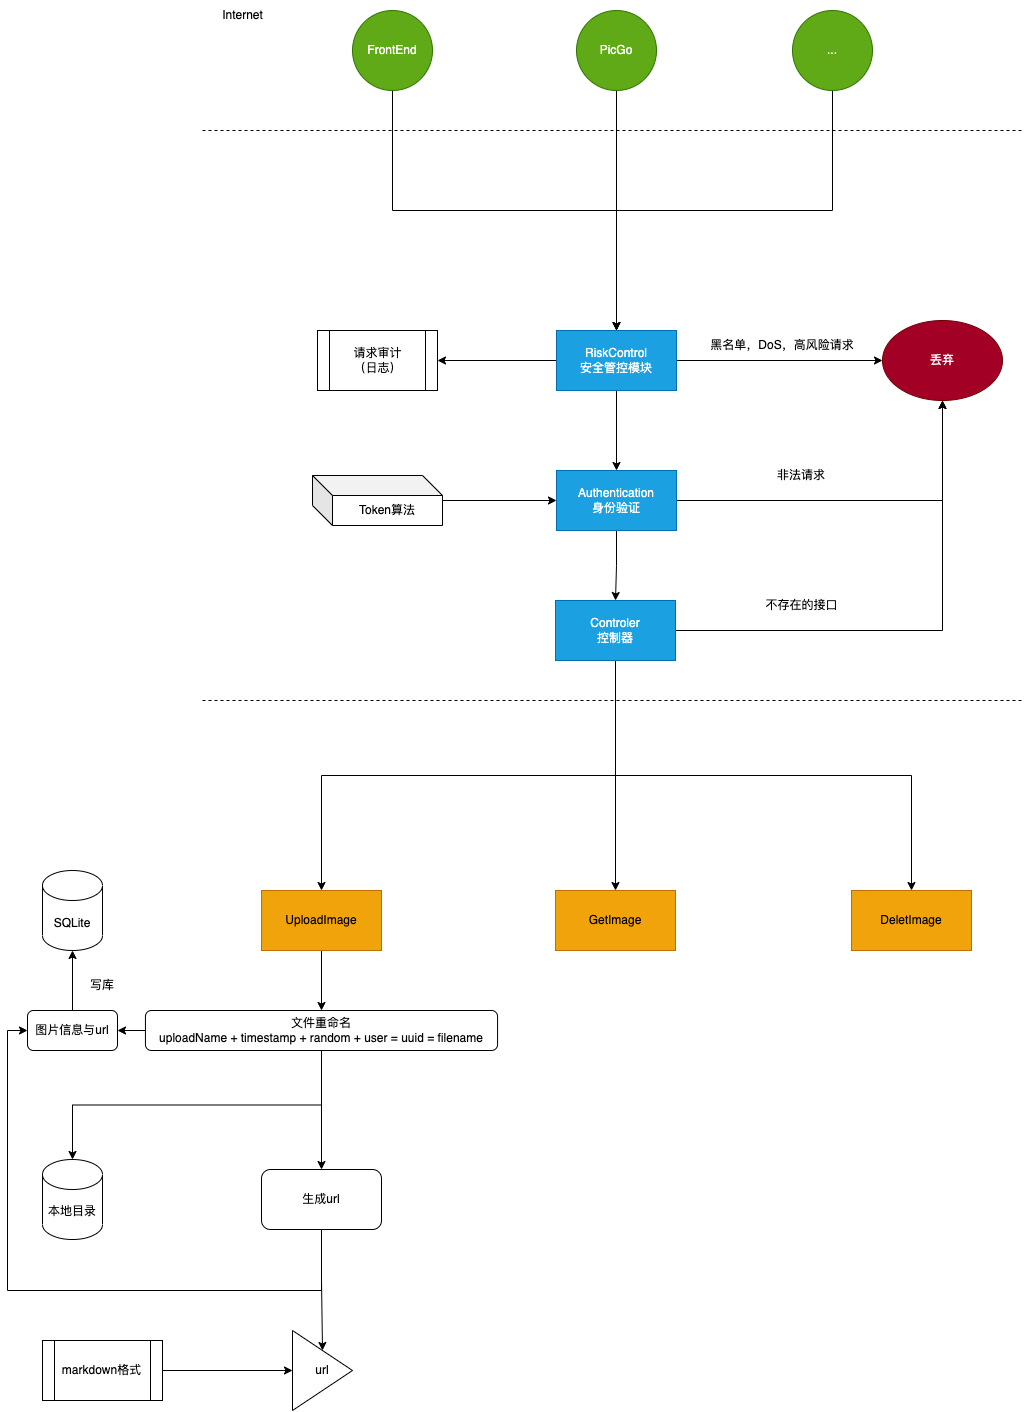 Internet
FrontEnd
PicGo
...
请求审计
（日志）
RiskControl
安全管控模块
黑名单，DoS，高风险请求
丢弃
Token算法
Authentication
身份验证
非法请求
Controler
控制器
不存在的接口
SQLite
UploadImage
GetImage
DeletImage
写库
图片信息与url
文件重命名
uploadName + timestamp + random + user = uuid = filename
本地目录
生成url
markdown格式
url